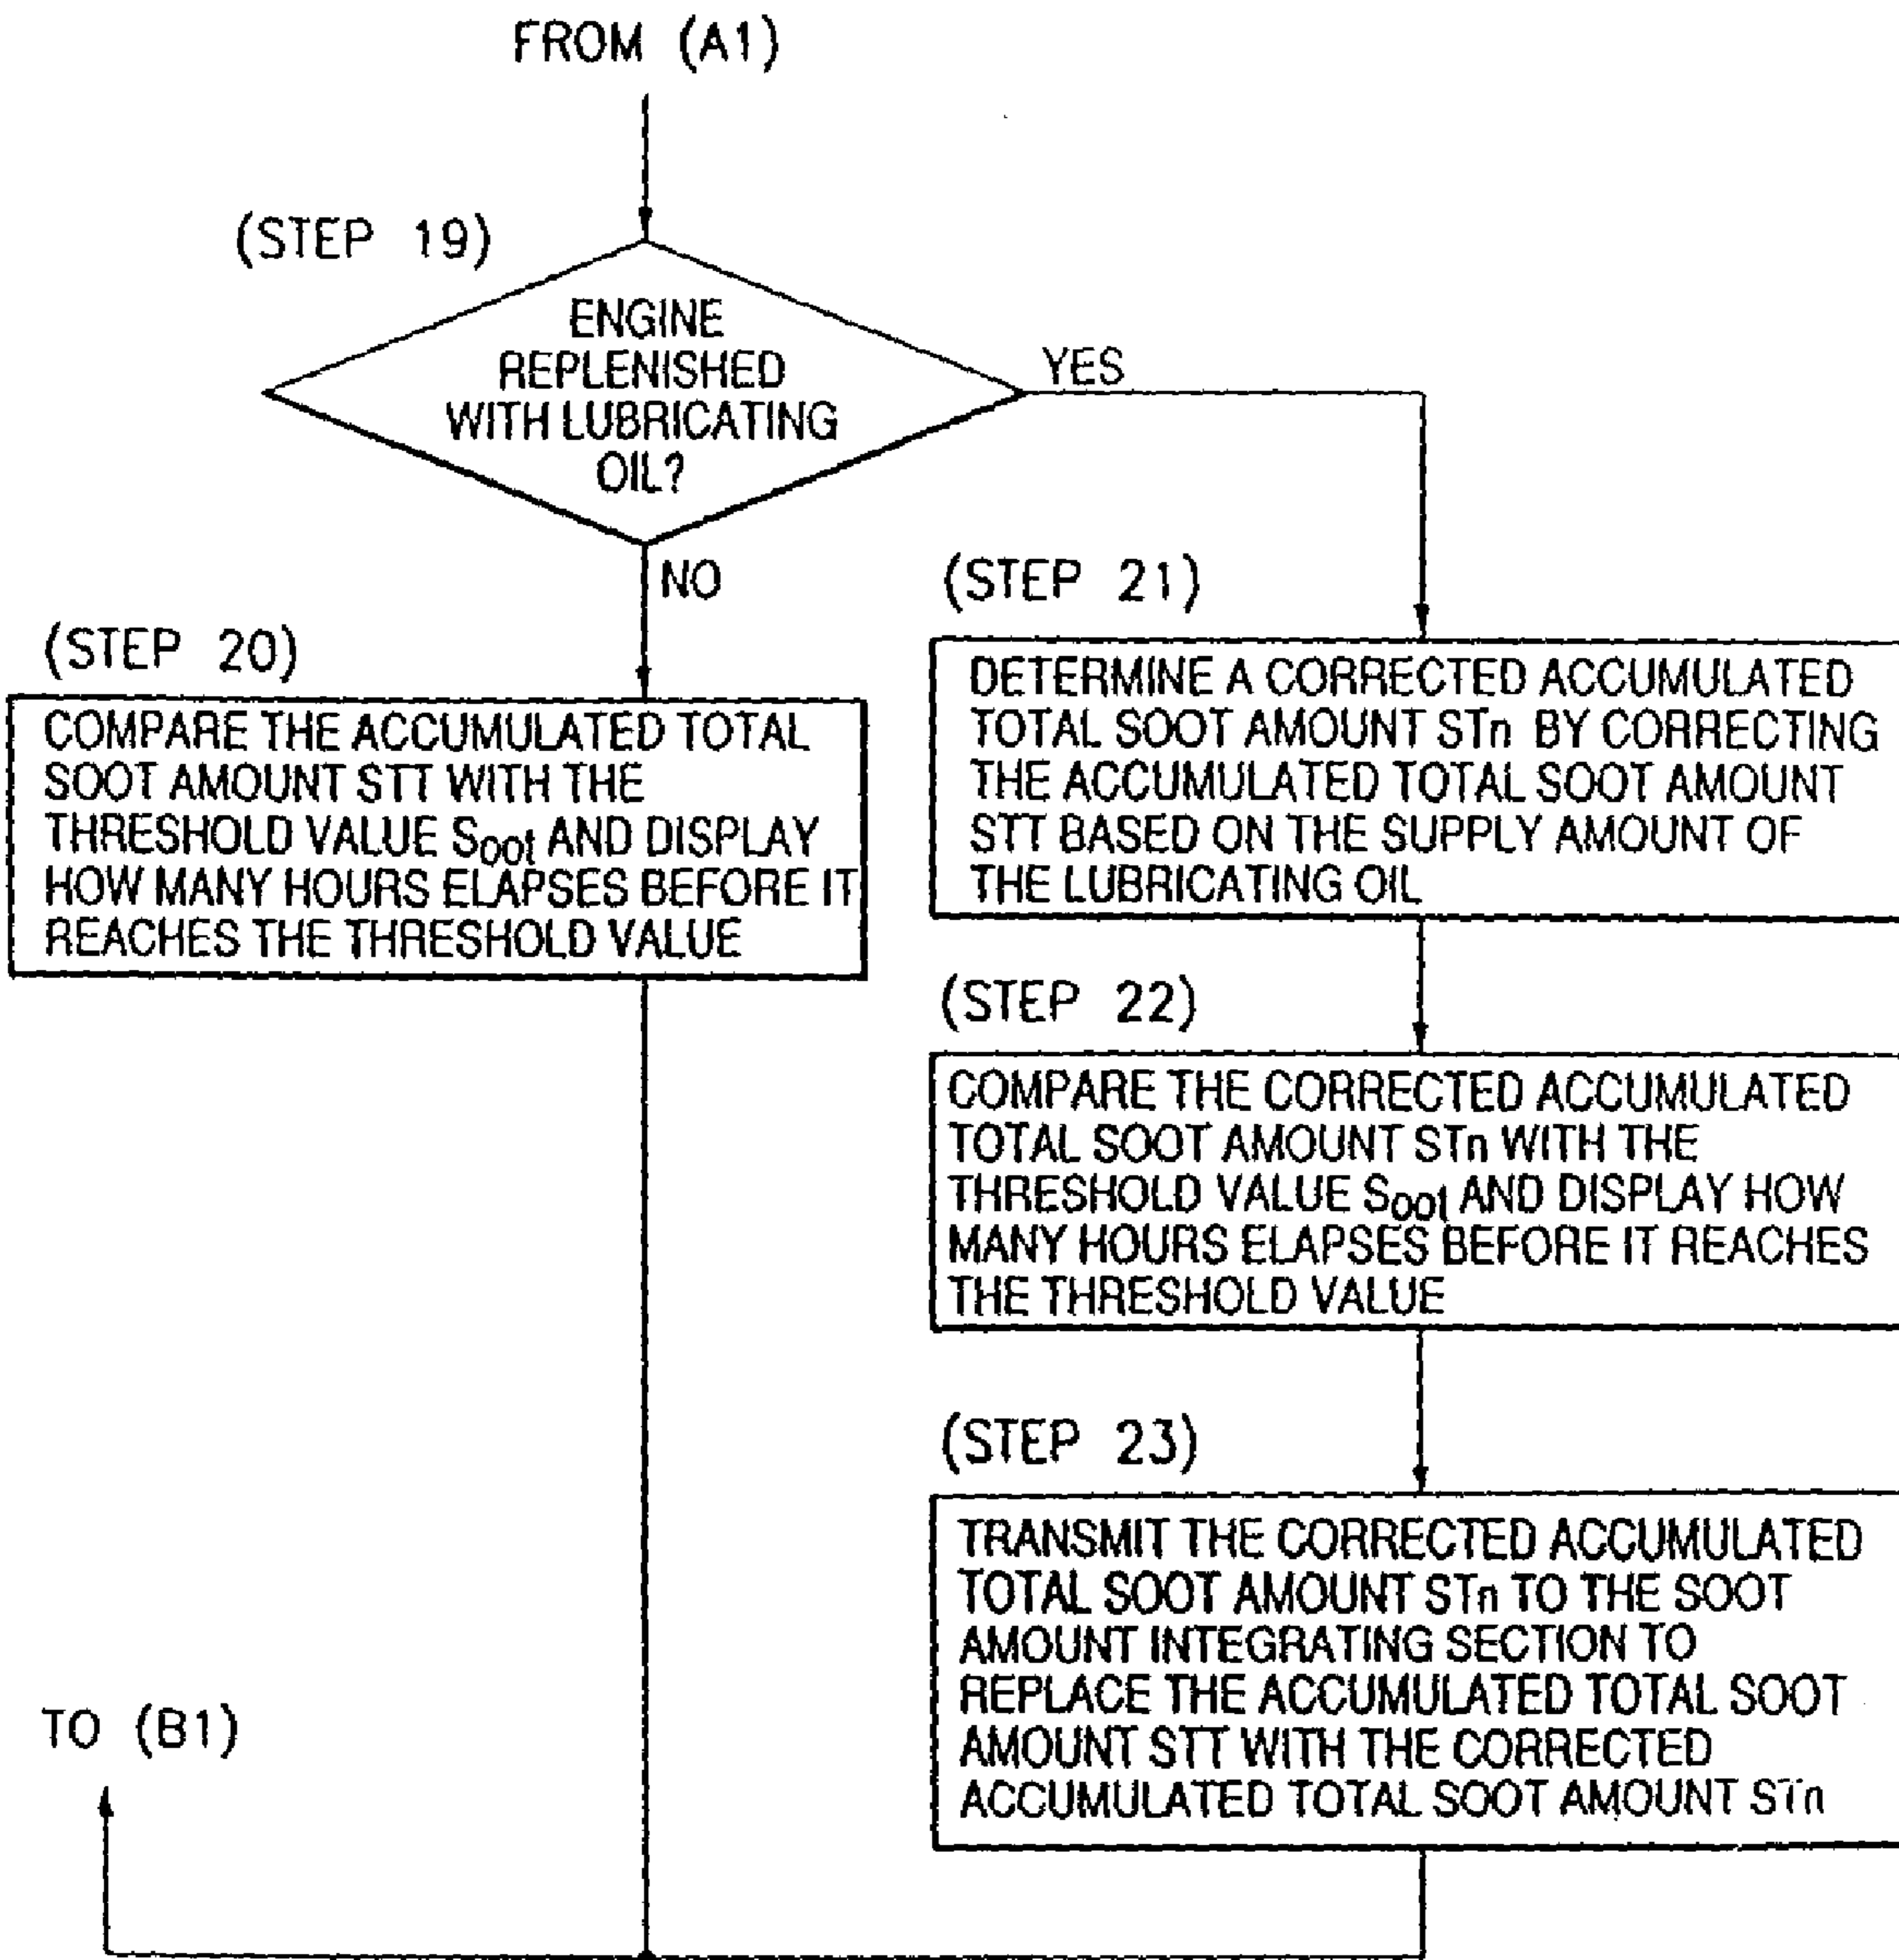 FROM (A1)
(STEP 19)
ENGINE
REPLENISHED
WITH LUBRICATING
OIL?
YES
NO
(STEP 20)
COMPARE THE ACCUMULATED TOTAL
SOOT AMOUNT STT WITH THE
THRESHOLD VALUE Soot AND DISPLAY
HOW MANY HOURS ELAPSES BEFORE IT
REACHES THE THRESHOLD VALUE
(STEP 21)
DETERMINE A CORRECTED ACCUMULATED
TOTAL SOOT AMOUNT STn BY CORRECTING
THE ACCUMULATED TOTAL SOOT AMOUNT
STT BASED ON THE SUPPLY AMOUNT OF
THE LUBRICATING OIL
(STEP 22)
COMPARE THE CORRECTED ACCUMULATED
TOTAL SOOT AMOUNT STn WITH THE
THRESHOLD VALUE Soot AND DISPLAY HOW
MANY HOURS ELAPSES BEFORE IT REACHES
THE THRESHOLD VALUE
(STEP 23)
TRANSMIT THE CORRECTED ACCUMULATED
TOTAL SOOT AMOUNT STn TO THE SOOT
AMOUNT INTEGRATING SECTION TO
REPLACE THE ACCUMULATED TOTAL SOOT
AMOUNT STT WITH THE CORRECTED
ACCUMULATED TOTAL SOOT AMOUNT STn
TO (B1)